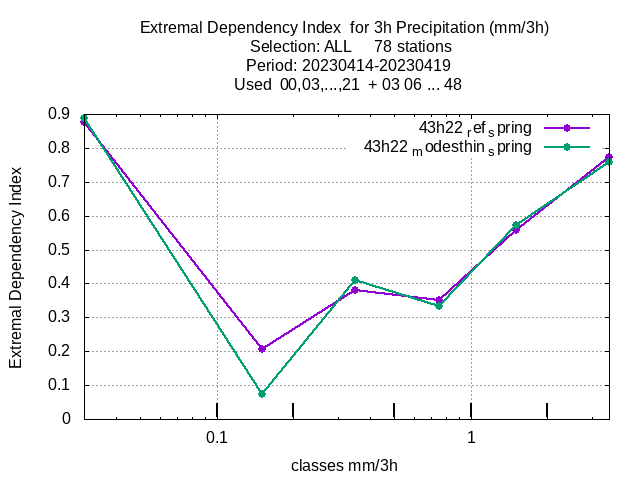 Extremal Dependency Index  for 3h Precipitation (mm/3h)
Selection: ALL     78 stations
Period: 20230414-20230419
Used  00,03,...,21  + 03 06 ... 48
43h22 ref spring
43h22 modesthin spring
Extremal Dependency Index
0.9
0.8
0.7
0.6
0.5
0.4
0.3
0.2
0.1
0
0.1 1
classes mm/3h